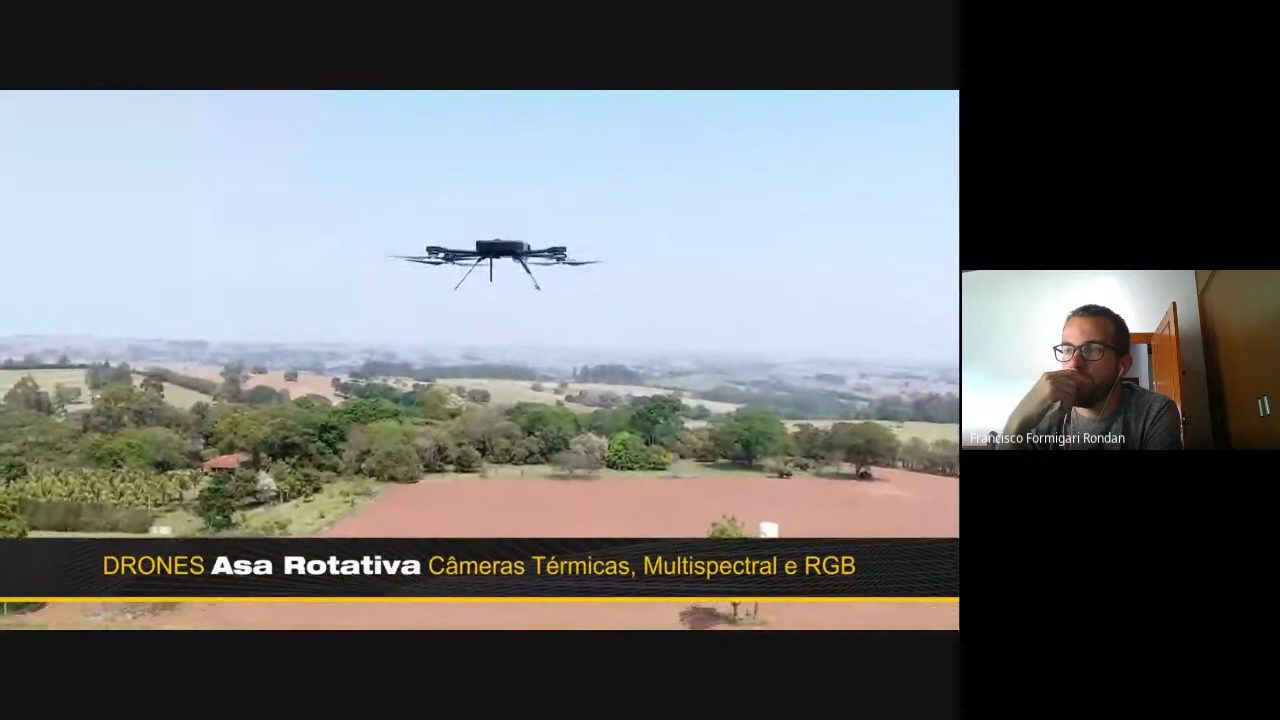 DRONES Asa Rotativa Câmeras Térmicas, Multispectral e RGB
Francisco Formigari Rondan